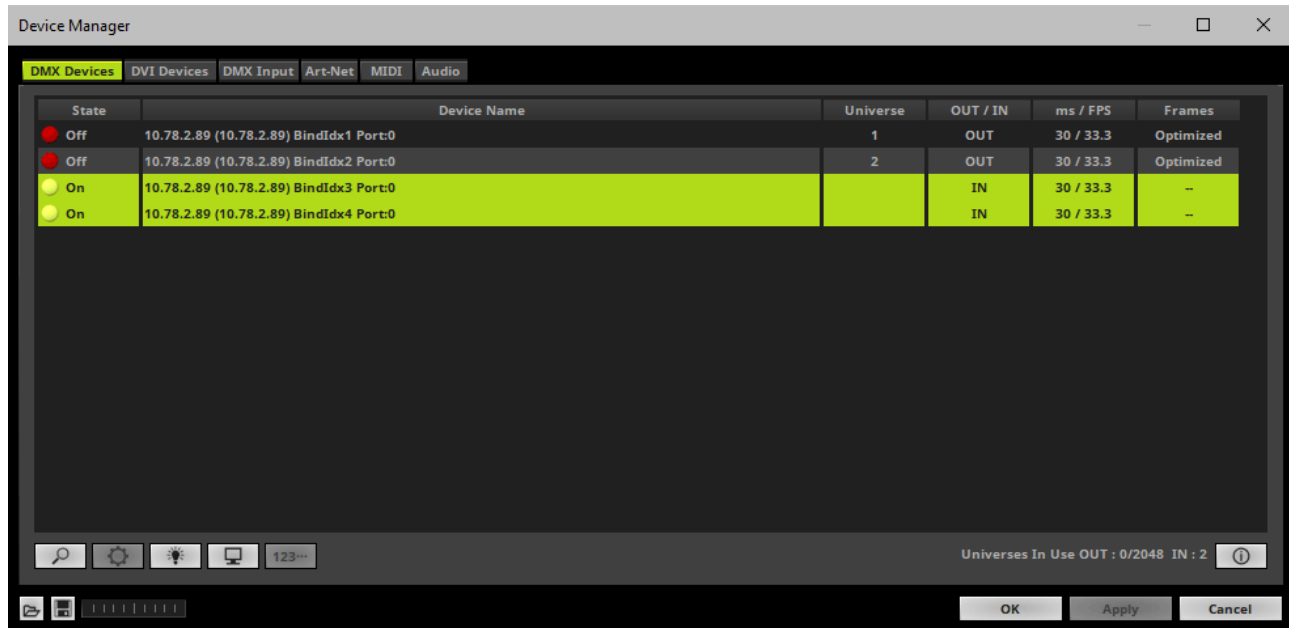 Device Manager
DMX Devices DVI Devices DMX Input Art-Net MIDI Audio
State Device Name Universe OUT / IN ms / FPS Frames
Off 10.78.2.89 (10.78.2.89) BindIdx1 Port:0 1 OUT 30 / 33.3 Optimized
Off 10.78.2.89 (10.78.2.89) BindIdx2 Port:0 2 OUT 30 / 33.3 Optimized
On 10.78.2.89 (10.78.2.89) BindIdx3 Port:0 IN 30 / 33.3 --
On 10.78.2.89 (10.78.2.89) BindIdx4 Port:0 IN 30 / 33.3 --
123... Universes In Use OUT : 0/2048 IN : 2
OK Apply Cancel